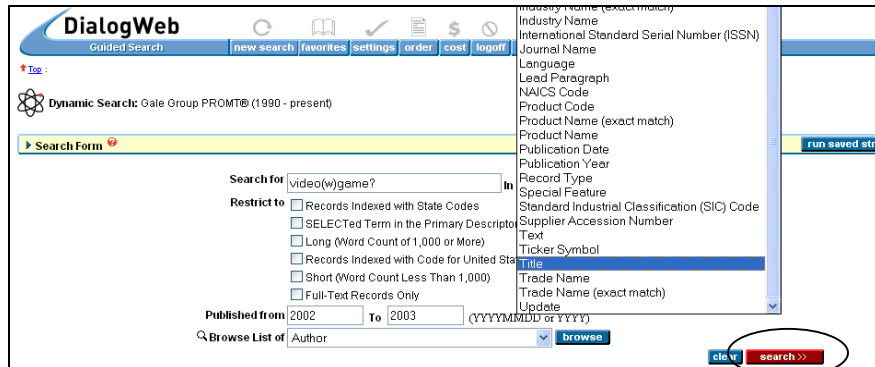 DialogWeb
Guided Search
new search favorites settings order cost logoff
Top :
Dynamic Search: Gale Group PROMT® (1990 - present)
Search Form
run saved
Search for video(w)game? In
Restrict to Records Indexed with State Codes
SELECTed Term in the Primary Descripto
Long (Word Count of 1,000 or More)
Records Indexed with Code for United Sta
Short (Word Count Less Than 1,000)
Full-Text Records Only
Published from 2002 To 2003 (YYYYMMDD or YYYY)
Browse List of Author browse
clear search >>
Industry Name (exact match)
Industry Name
International Standard Serial Number (ISSN)
Journal Name
Language
Lead Paragraph
NAICS Code
Product Code
Product Name (exact match)
Product Name
Publication Date
Publication Year
Record Type
Special Feature
Standard Industrial Classification (SIC) Code
Supplier Accession Number
Text
Ticker Symbol
Title
Trade Name
Trade Name (exact match)
Update